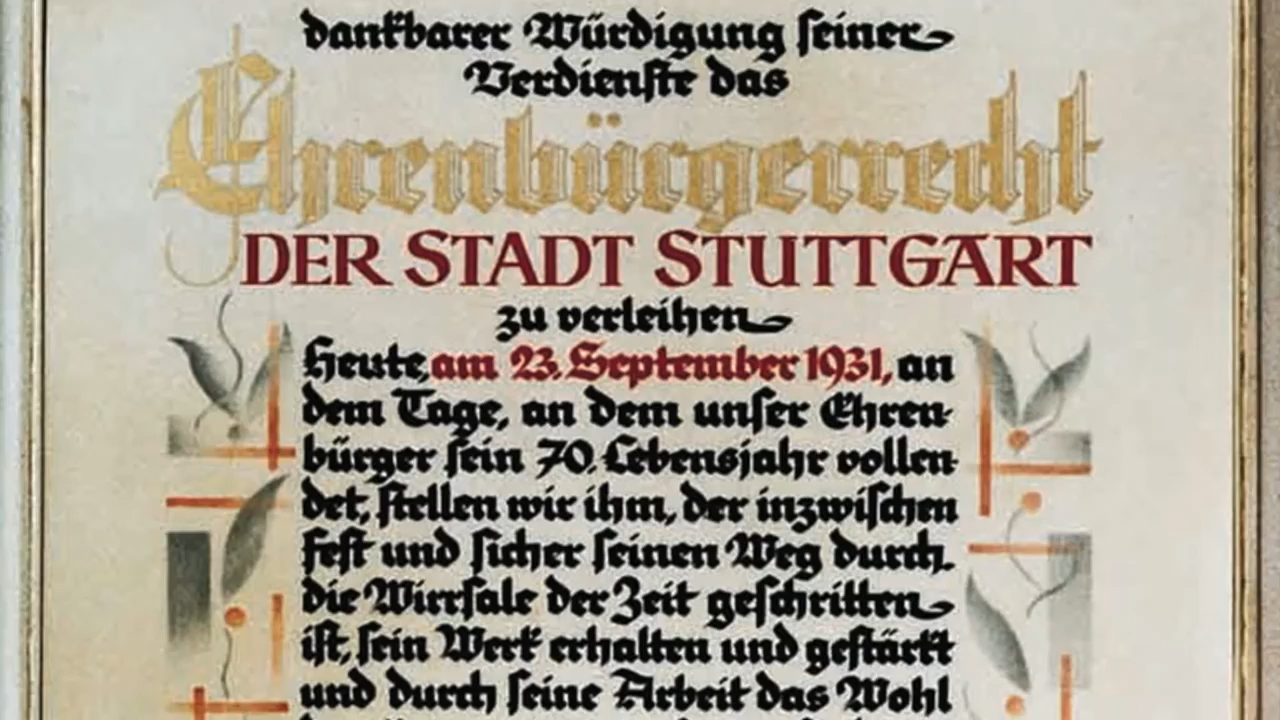 dankbarer Würdigung seiner
Verdienste das
Ehrenbürgerrecht
DER STADT STUTTGART
zu verleihen
Heute, am 23. September 1931, an
dem Tage, an dem unser Ehren-
bürger sein 70. Lebensjahr vollen-
det, stellen wir ihm, der inzwischen
fest und sicher seinen Weg durch
die Wirrsale der Zeit geschritten
ist, sein Werk erhalten und gestärkt
und durch seine Arbeit das Wohl